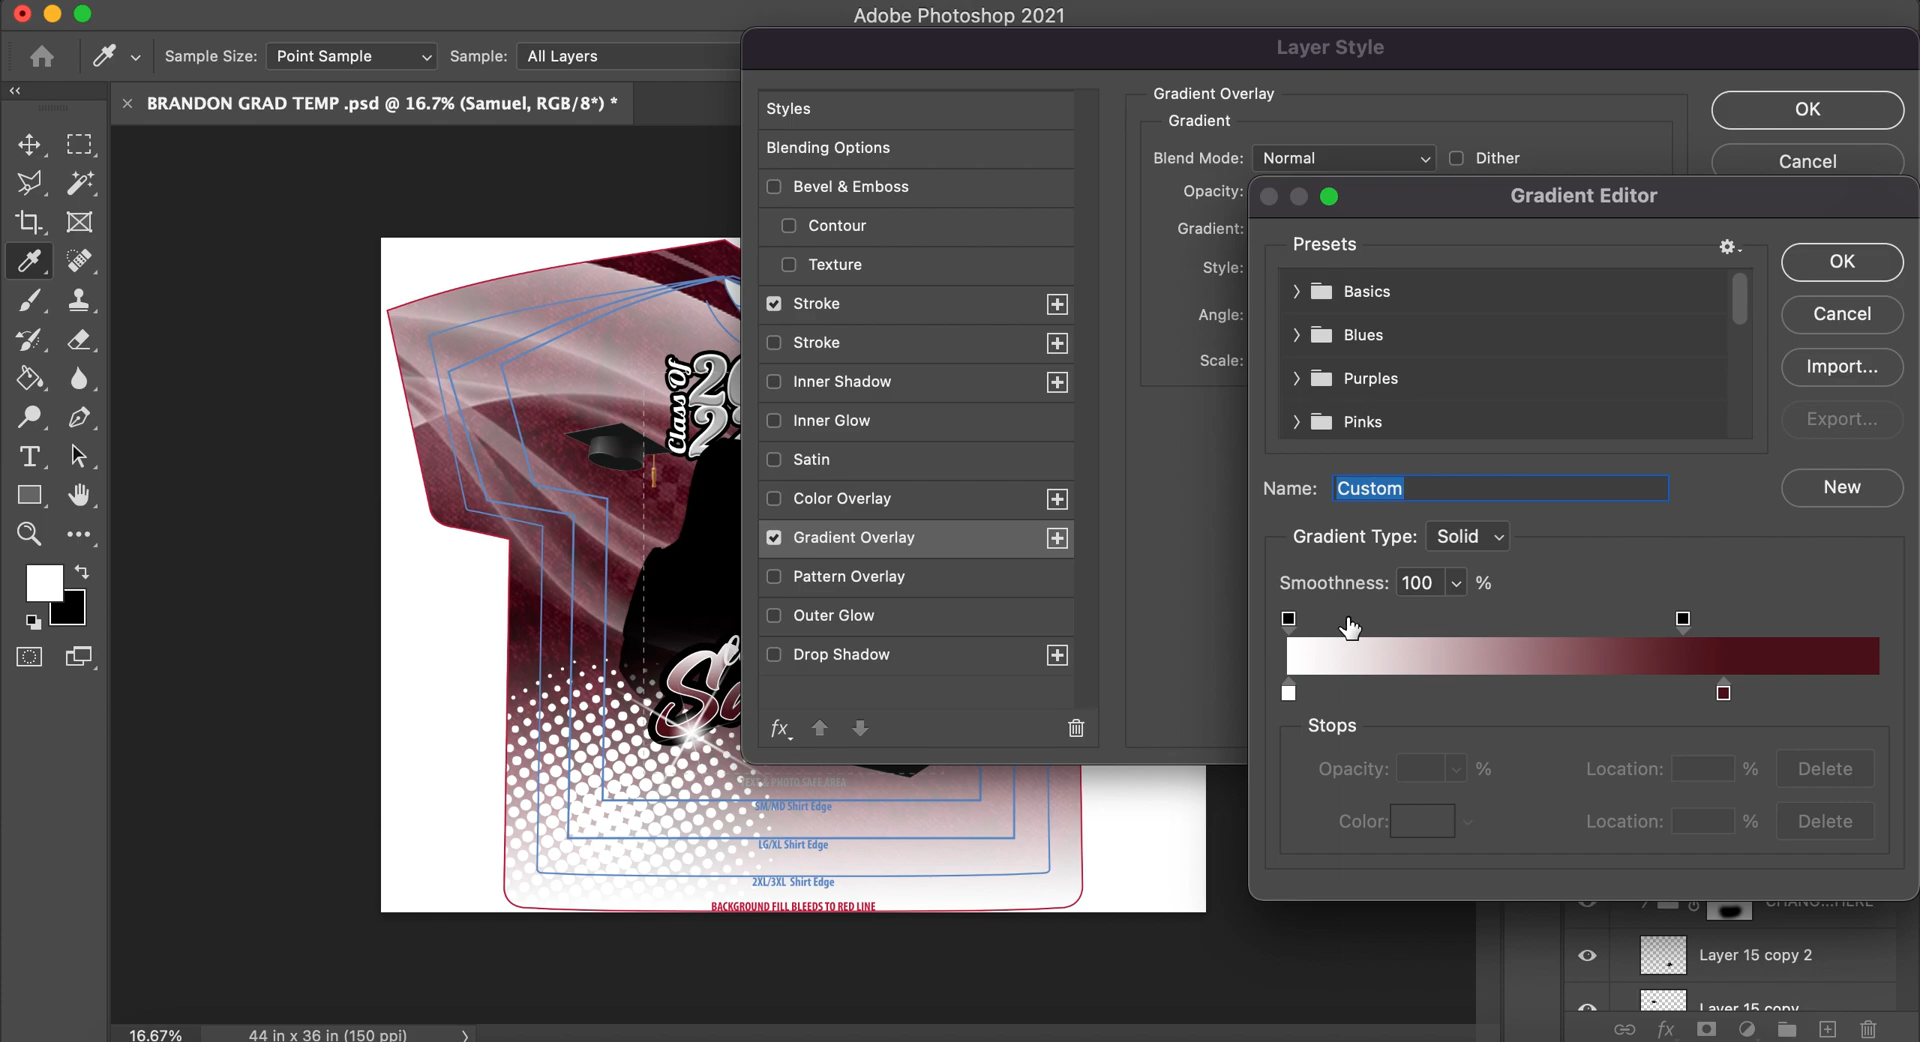 Adobe Photoshop 2021
Sample Size: Point Sample Sample: All Layers
BRANDON GRAD TEMP .psd @ 16.7% (Samuel, RGB/8*) *
Layer Style
Styles
Blending Options
Bevel & Emboss
Contour
Texture
Stroke
Stroke
Inner Shadow
Inner Glow
Satin
Color Overlay
Gradient Overlay
Pattern Overlay
Outer Glow
Drop Shadow
fx
Gradient Overlay
Gradient
Blend Mode: Normal Dither
Opacity:
Gradient:
Style:
Angle:
Scale:
OK
Cancel
Gradient Editor
Presets
Basics
Blues
Purples
Pinks
OK
Cancel
Import...
Export...
Name: Custom
New
Gradient Type: Solid
Smoothness: 100 %
Stops
Opacity: % Location: % Delete
Color: Location: % Delete
Class Of
TEXT & PHOTO SAFE AREA
SM/MD Shirt Edge
LG/XL Shirt Edge
2XL/3XL Shirt Edge
BACKGROUND FILL BLEEDS TO RED LINE
CHANG...HERE
Layer 15 copy 2
Layer 15 copy
fx
16.67% 44 in x 36 in (150 ppi)